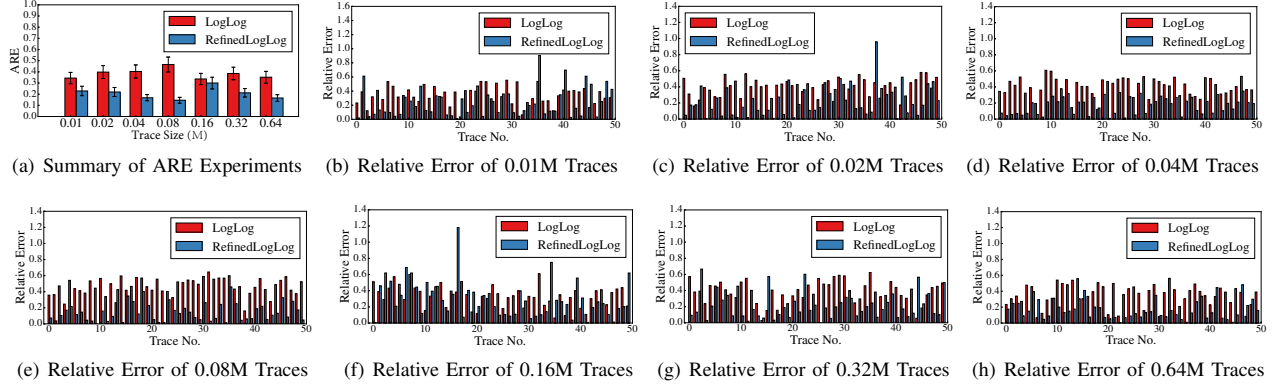 1.0
0.9
0.8
0.7
0.6
0.5
0.4
0.3
0.2
0.1
0.0
ARE
LogLog
RefinedLogLog
0.01 0.02 0.04 0.08 0.16 0.32 0.64
Trace Size (M)
(a) Summary of ARE Experiments
1.6
1.4
1.2
1.0
0.8
0.6
0.4
0.2
0.0
Relative Error
LogLog
RefinedLogLog
0 10 20 30 40 50
Trace No.
(b) Relative Error of 0.01M Traces
1.4
1.2
1.0
0.8
0.6
0.4
0.2
0.0
Relative Error
LogLog
RefinedLogLog
0 10 20 30 40 50
Trace No.
(c) Relative Error of 0.02M Traces
1.4
1.2
1.0
0.8
0.6
0.4
0.2
0.0
Relative Error
LogLog
RefinedLogLog
0 10 20 30 40 50
Trace No.
(d) Relative Error of 0.04M Traces
1.4
1.2
1.0
0.8
0.6
0.4
0.2
0.0
Relative Error
LogLog
RefinedLogLog
0 10 20 30 40 50
Trace No.
(e) Relative Error of 0.08M Traces
1.4
1.2
1.0
0.8
0.6
0.4
0.2
0.0
Relative Error
LogLog
RefinedLogLog
0 10 20 30 40 50
Trace No.
(f) Relative Error of 0.16M Traces
1.4
1.2
1.0
0.8
0.6
0.4
0.2
0.0
Relative Error
LogLog
RefinedLogLog
0 10 20 30 40 50
Trace No.
(g) Relative Error of 0.32M Traces
1.4
1.2
1.0
0.8
0.6
0.4
0.2
0.0
Relative Error
LogLog
RefinedLogLog
0 10 20 30 40 50
Trace No.
(h) Relative Error of 0.64M Traces